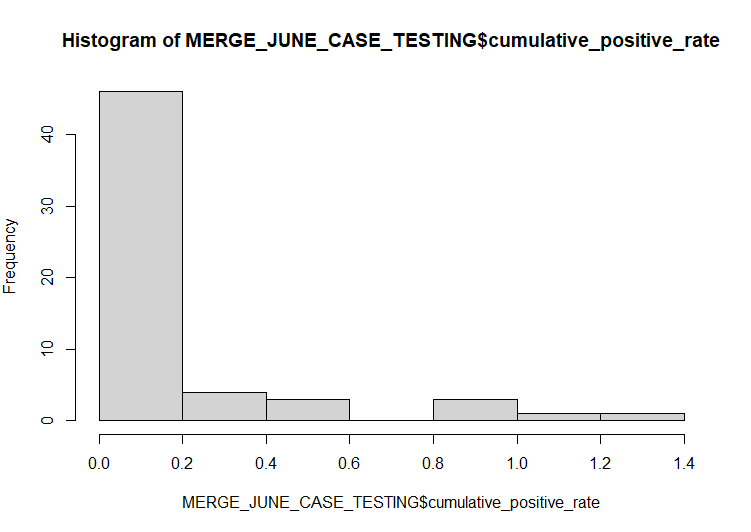 Histogram of MERGE_JUNE_CASE_TESTING$cumulative_positive_rate
Frequency
40
30
20
10
0
0.0 0.2 0.4 0.6 0.8 1.0 1.2 1.4
MERGE_JUNE_CASE_TESTING$cumulative_positive_rate